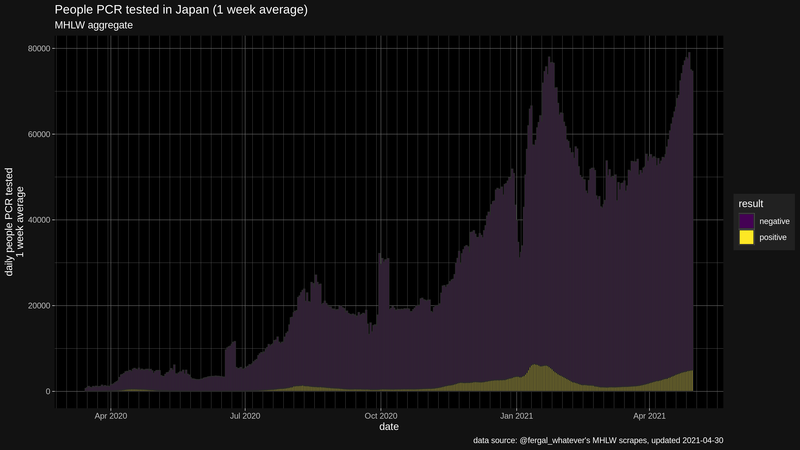 People PCR tested in Japan (1 week average)
MHLW aggregate
daily people PCR tested
1 week average
80000
60000
40000
20000
0
Apr 2020
Jul 2020
Oct 2020
Jan 2021
Apr 2021
date
result
negative
positive
data source: @fergal_whatever's MHLW scrapes, updated 2021-04-30